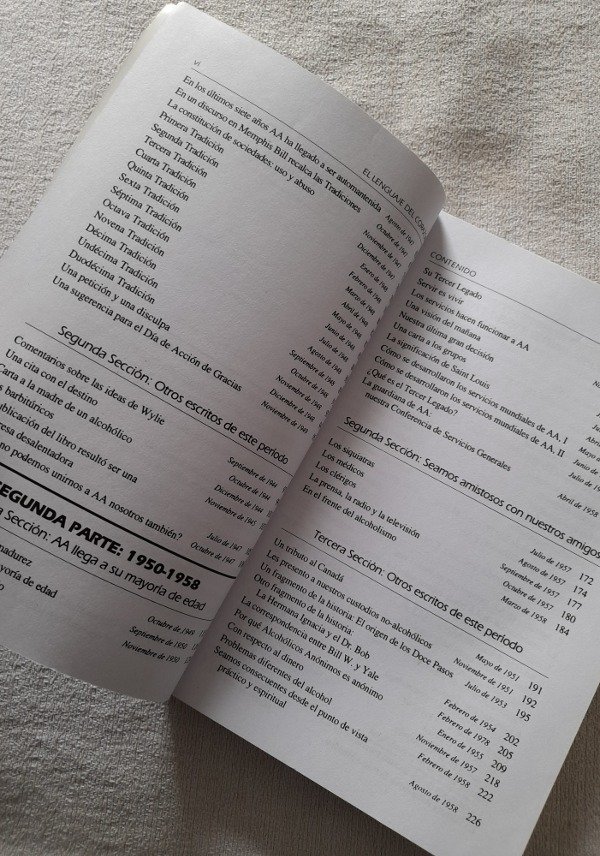 VI
EL LENGUAJE DEL COR
En los últimos siete años AA ha llegado a ser automantenida Agosto de 1947
En un discurso en Memphis Bill recalca las Tradiciones Octubre de 1947
La constitución de sociedades: uso y abuso Noviembre de 1947
Primera Tradición Diciembre de 1947
Segunda Tradición Enero de 1948
Tercera Tradición Febrero de 1948
Cuarta Tradición Marzo de 1948
Quinta Tradición Abril de 1948
Sexta Tradición Mayo de 1948
Séptima Tradición Junio de 1948
Octava Tradición Julio de 1948
Novena Tradición Agosto de 1948
Décima Tradición Septiembre de 1948
Undécima Tradición Octubre de 1948
Duodécima Tradición Noviembre de 1948
Una petición y una disculpa Diciembre de 1948
Una sugerencia para el Día de Acción de Gracias Noviembre de 1949
Segunda Sección: Otros escritos de este período
Comentarios sobre las ideas de Wylie Septiembre de 1944
Una cita con el destino Octubre de 1944
Carta a la madre de un alcohólico Diciembre de 1944
os barbitúricos Noviembre de 1945
publicación del libro resultó ser una
resa desalentadora Julio de 1947
no podemos unirnos a AA nosotros también? Octubre de 1947
SEGUNDA PARTE: 1950-1958
a Sección: AA llega a su mayoría de edad
madurez Octubre de 1949
ayoría de edad Septiembre de 1950
Noviembre de 1950
CONTENIDO
Su Tercer Legado
Servir es vivir
Los servicios hacen funcionar a AA
Una visión del mañana
Nuestra última gran decisión
Una carta a los grupos
La significación de Saint Louis
Cómo se desarrollaron los servicios mundiales de AA, I
Cómo se desarrollaron los servicios mundiales de AA, II
¿Qué es el Tercer Legado?
La guardiana de AA:
nuestra Conferencia de Servicios Generales Abril de 1958
Segunda Sección: Seamos amistosos con nuestros amigos
Los siquiatras Julio de 1957 172
Los médicos Agosto de 1957 174
Los clérigos Septiembre de 1957 177
La prensa, la radio y la televisión Octubre de 1957 180
En el frente del alcoholismo Marzo de 1958 184
Tercera Sección: Otros escritos de este período
Un tributo al Canadá Mayo de 1951 191
Les presento a nuestros custodios no-alcohólicos Noviembre de 1951 192
Un fragmento de la historia: El origen de los Doce Pasos Julio de 1953 195
Otro fragmento de la historia:
La Hermana Ignacia y el Dr. Bob Febrero de 1954 202
La correspondencia entre Bill W. y Yale Febrero de 1978 205
Por qué Alcohólicos Anónimos es anónimo Enero de 1955 209
Con respecto al dinero Noviembre de 1957 218
Problemas diferentes del alcohol Febrero de 1958 222
Seamos consecuentes desde el punto de vista
práctico y espiritual Agosto de 1958 226